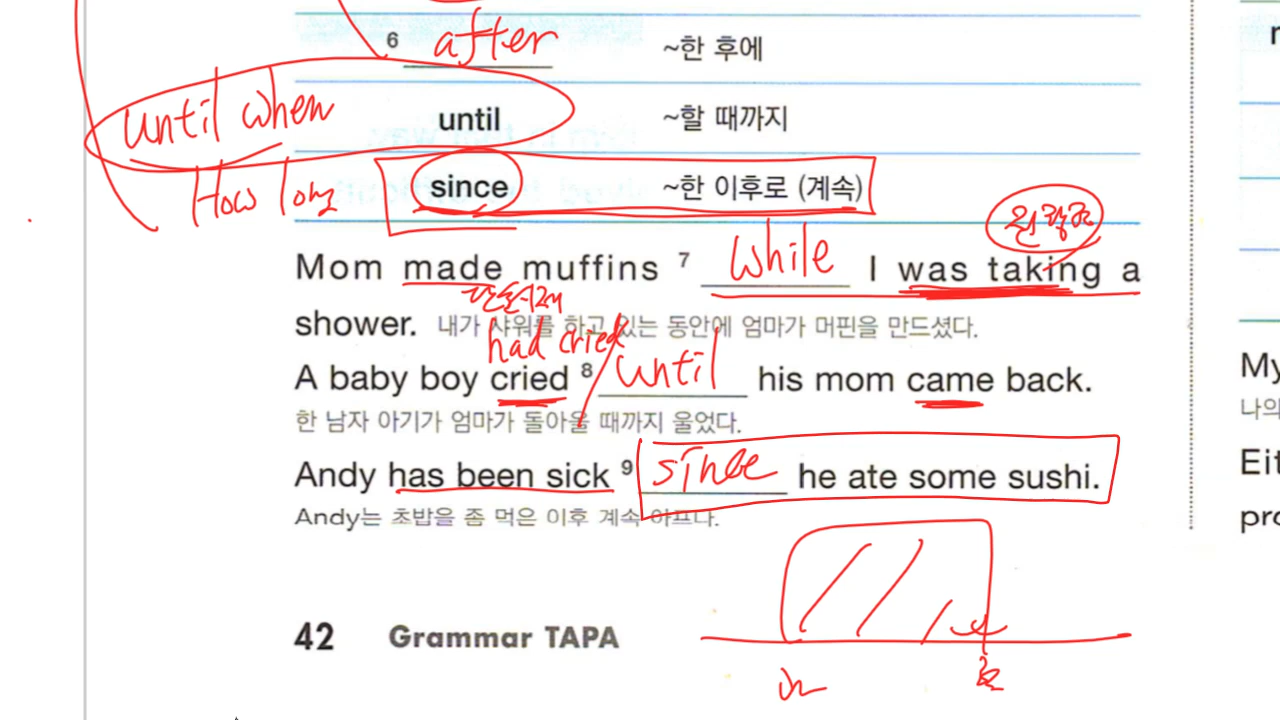 6 after ~한 후에
until when until ~할 때까지
How long since ~한 이후로 (계속)
Mom made muffins 7 while I was taking a
shower. 내가 샤워를 하고 있는 동안에 엄마가 머핀을 만드셨다.
had cried
A baby boy cried 8 until his mom came back.
한 남자 아기가 엄마가 돌아올 때까지 울었다.
Andy has been sick 9 since he ate some sushi.
Andy는 초밥을 좀 먹은 이후 계속 아프다.
42 Grammar TAPA
My
나의
Eit
pro